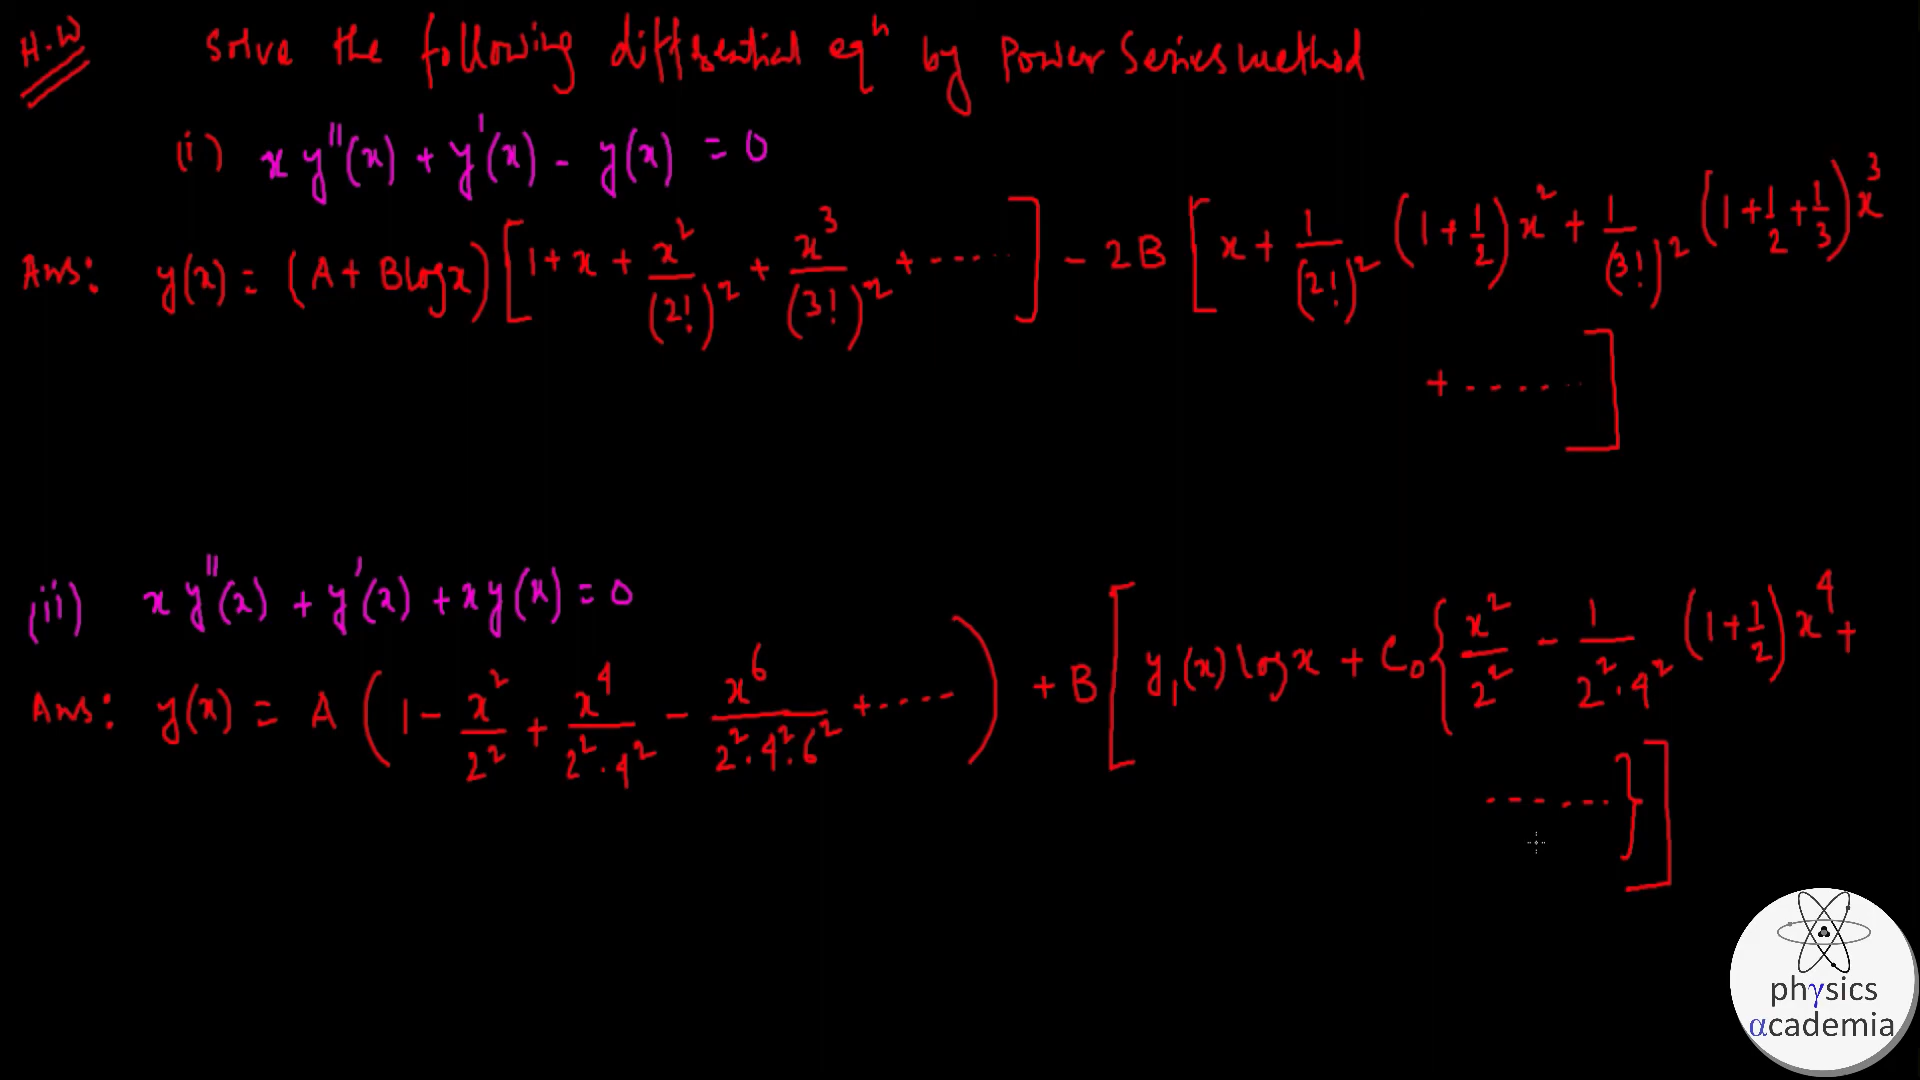 H.W Solve the following differential eqⁿ by Power Series method
(i) x y''(x) + y'(x) - y(x) = 0
Ans: y(x) = (A + B log x) [1 + x + x²/(2!)² + x³/(3!)² + .....] - 2B [x + 1/(2!)² (1 + 1/2) x² + 1/(3!)² (1 + 1/2 + 1/3) x³
+ ......]
(ii) x y''(x) + y'(x) + x y(x) = 0
Ans: y(x) = A (1 - x²/2² + x⁴/2²·4² - x⁶/2²·4²·6² + ....) + B [y₁(x) log x + C₀ {x²/2² - 1/2²·4² (1 + 1/2) x⁴ +
......}]
physics
αcademia